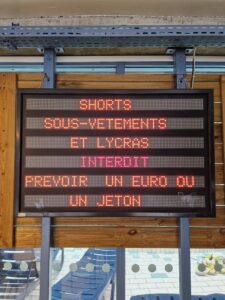 SHORTS
SOUS-VETEMENTS
ET LYCRAS
INTERDIT
PREVOIR UN EURO OU
UN JETON